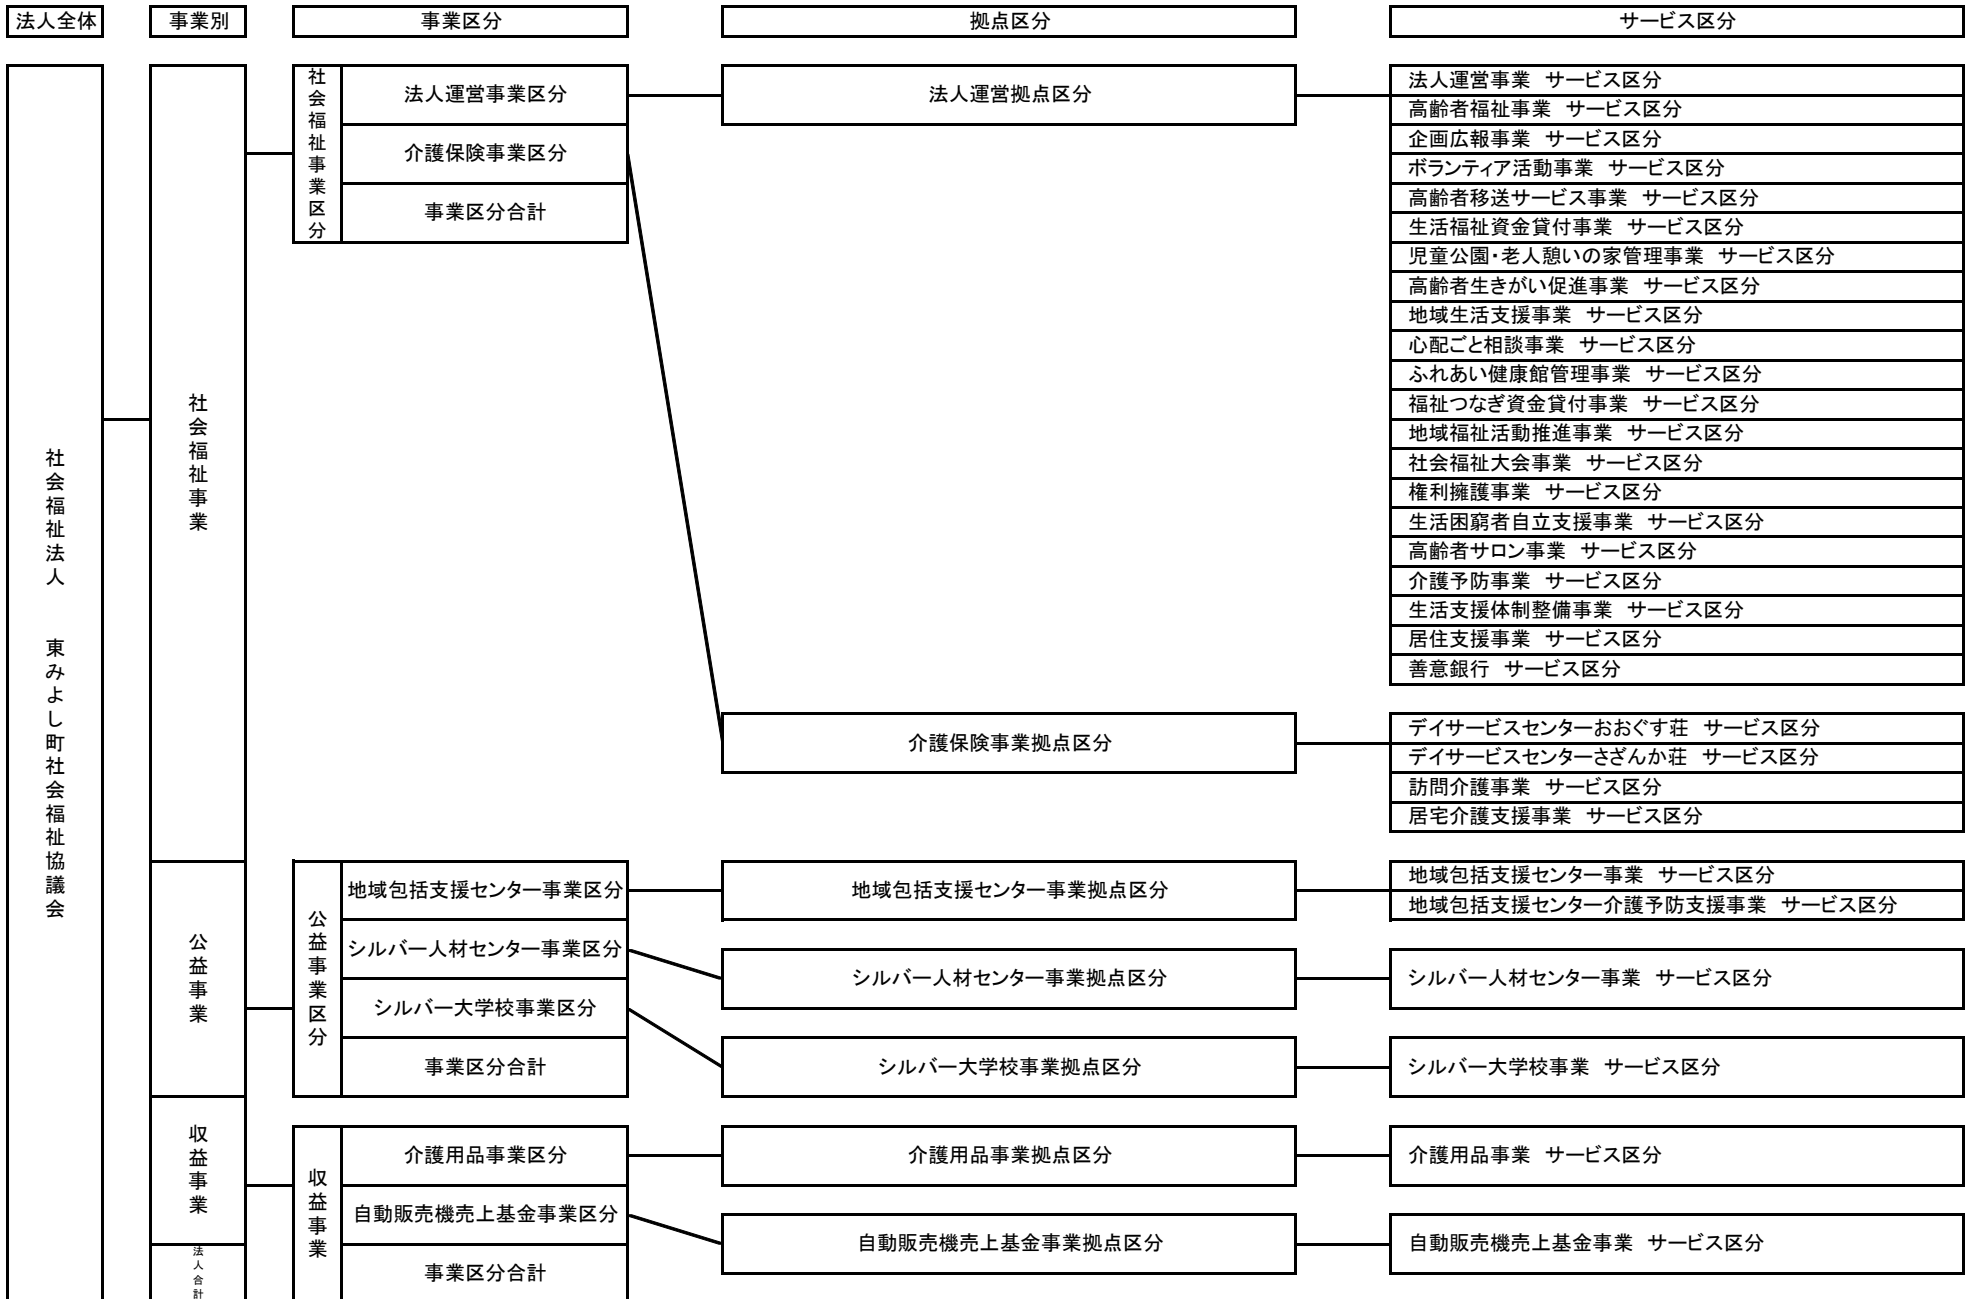 法人全体
事業別
事業区分
拠点区分
サービス区分
社会福祉法人　東みよし町社会福祉協議会
社会福祉事業
社会福祉事業区分
法人運営事業区分
介護保険事業区分
事業区分合計
法人運営拠点区分
法人運営事業　サービス区分
高齢者福祉事業　サービス区分
企画広報事業　サービス区分
ボランティア活動事業　サービス区分
高齢者移送サービス事業　サービス区分
生活福祉資金貸付事業　サービス区分
児童公園・老人憩いの家管理事業　サービス区分
高齢者生きがい促進事業　サービス区分
地域生活支援事業　サービス区分
心配ごと相談事業　サービス区分
ふれあい健康館管理事業　サービス区分
福祉つなぎ資金貸付事業　サービス区分
地域福祉活動推進事業　サービス区分
社会福祉大会事業　サービス区分
権利擁護事業　サービス区分
生活困窮者自立支援事業　サービス区分
高齢者サロン事業　サービス区分
介護予防事業　サービス区分
生活支援体制整備事業　サービス区分
居住支援事業　サービス区分
善意銀行　サービス区分
介護保険事業拠点区分
デイサービスセンターおおぐす荘　サービス区分
デイサービスセンターさざんか荘　サービス区分
訪問介護事業　サービス区分
居宅介護支援事業　サービス区分
公益事業
公益事業区分
地域包括支援センター事業区分
シルバー人材センター事業区分
シルバー大学校事業区分
事業区分合計
地域包括支援センター事業拠点区分
地域包括支援センター事業　サービス区分
地域包括支援センター介護予防支援事業　サービス区分
シルバー人材センター事業拠点区分
シルバー人材センター事業　サービス区分
シルバー大学校事業拠点区分
シルバー大学校事業　サービス区分
収益事業
収益事業
介護用品事業区分
自動販売機売上基金事業区分
事業区分合計
介護用品事業拠点区分
介護用品事業　サービス区分
自動販売機売上基金事業拠点区分
自動販売機売上基金事業　サービス区分
法人合計